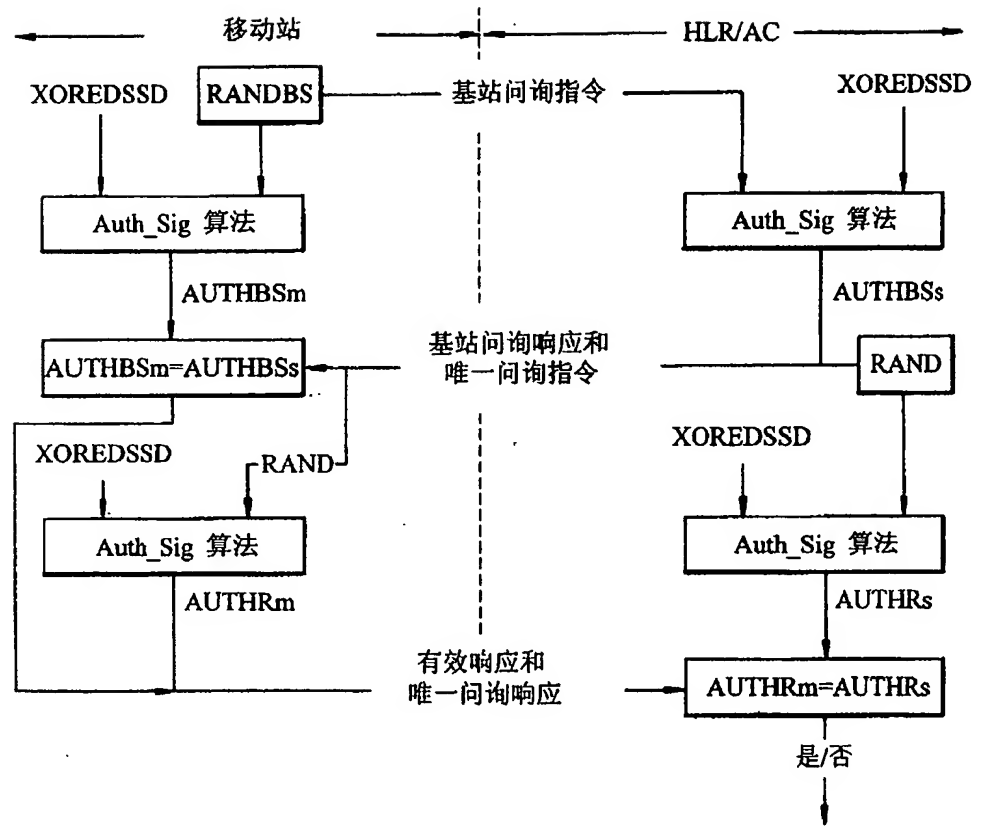 移动站
HLR/AC
XOREDSSD
RANDBS
基站问询指令
XOREDSSD
Auth_Sig 算法
Auth_Sig 算法
AUTHBSm
AUTHBSs
AUTHBSm=AUTHBSs
基站问询响应和
唯一问询指令
RAND
XOREDSSD
RAND
XOREDSSD
Auth_Sig 算法
Auth_Sig 算法
AUTHRm
AUTHRs
有效响应和
唯一问询响应
AUTHRm=AUTHRs
是/否